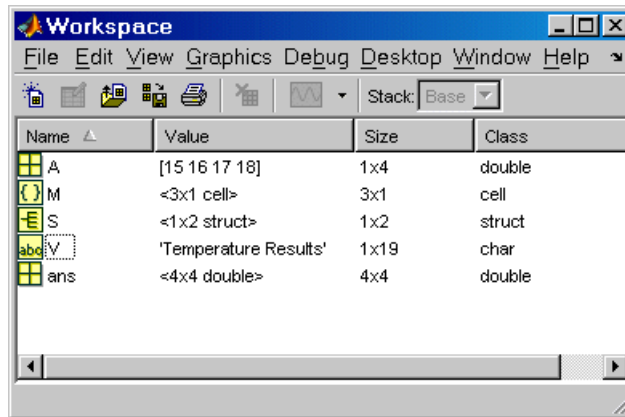 Workspace
File Edit View Graphics Debug Desktop Window Help
Stack: Base
Name Value Size Class
A [15 16 17 18] 1x4 double
{} M <3x1 cell> 3x1 cell
S <1x2 struct> 1x2 struct
abc V 'Temperature Results' 1x19 char
ans <4x4 double> 4x4 double